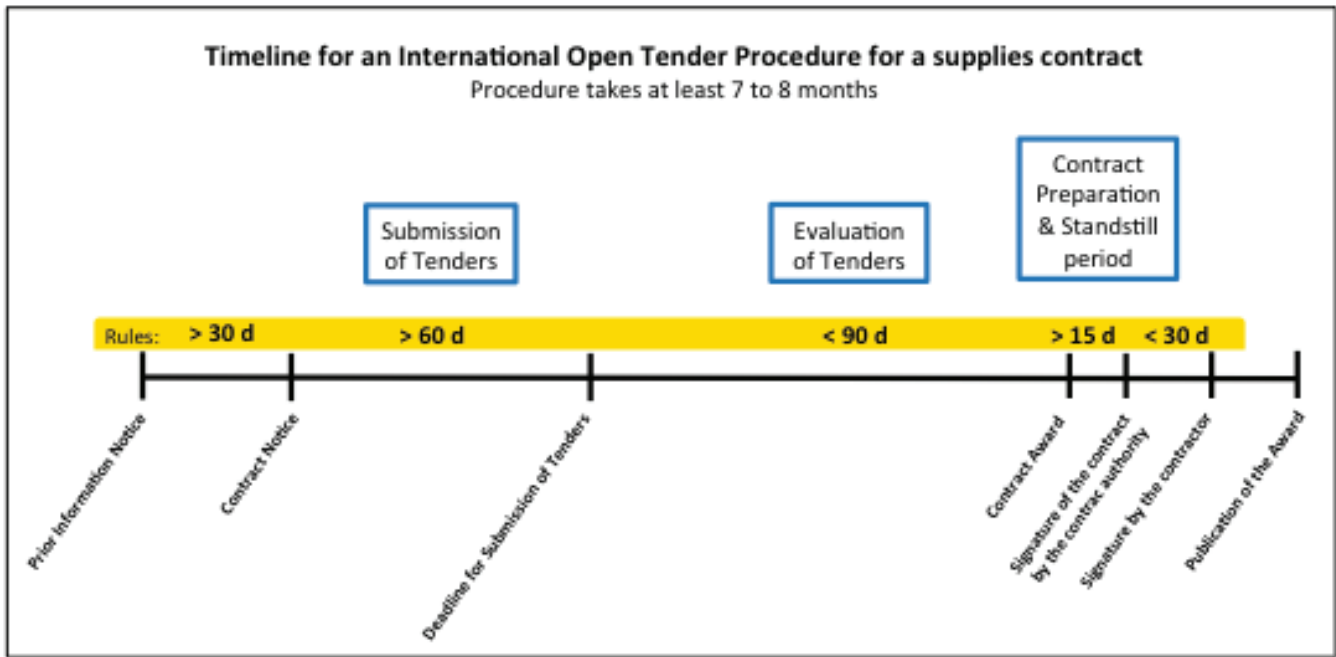 Timeline for an International Open Tender Procedure for a supplies contract
Procedure takes at least 7 to 8 months
Submission
of Tenders
Evaluation
of Tenders
Contract
Preparation
& Standstill
period
Rules: > 30 d > 60 d < 90 d > 15 d < 30 d
Prior Information Notice
Contract Notice
Deadline for Submission of Tenders
Contract Award
Signature of the contract
by the contrac authority
Signature by the contractor
Publication of the Award